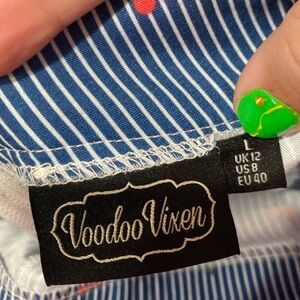 Voodoo Vixen
L
UK 12
US 8
EU 40